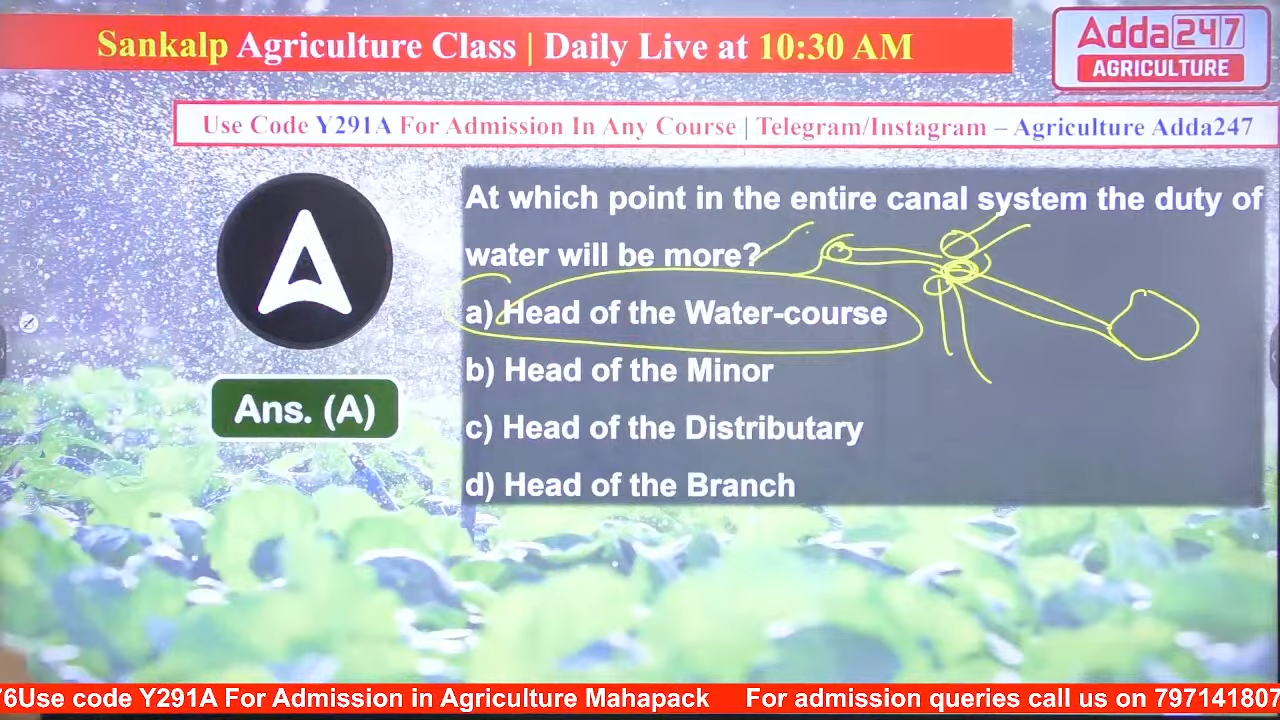 Sankalp Agriculture Class | Daily Live at 10:30 AM
Adda247
AGRICULTURE
Use Code Y291A For Admission In Any Course | Telegram/Instagram – Agriculture Adda247
At which point in the entire canal system the duty of
water will be more?
a) Head of the Water-course
b) Head of the Minor
c) Head of the Distributary
d) Head of the Branch
Ans. (A)
76Use code Y291A For Admission in Agriculture Mahapack For admission queries call us on 797141807